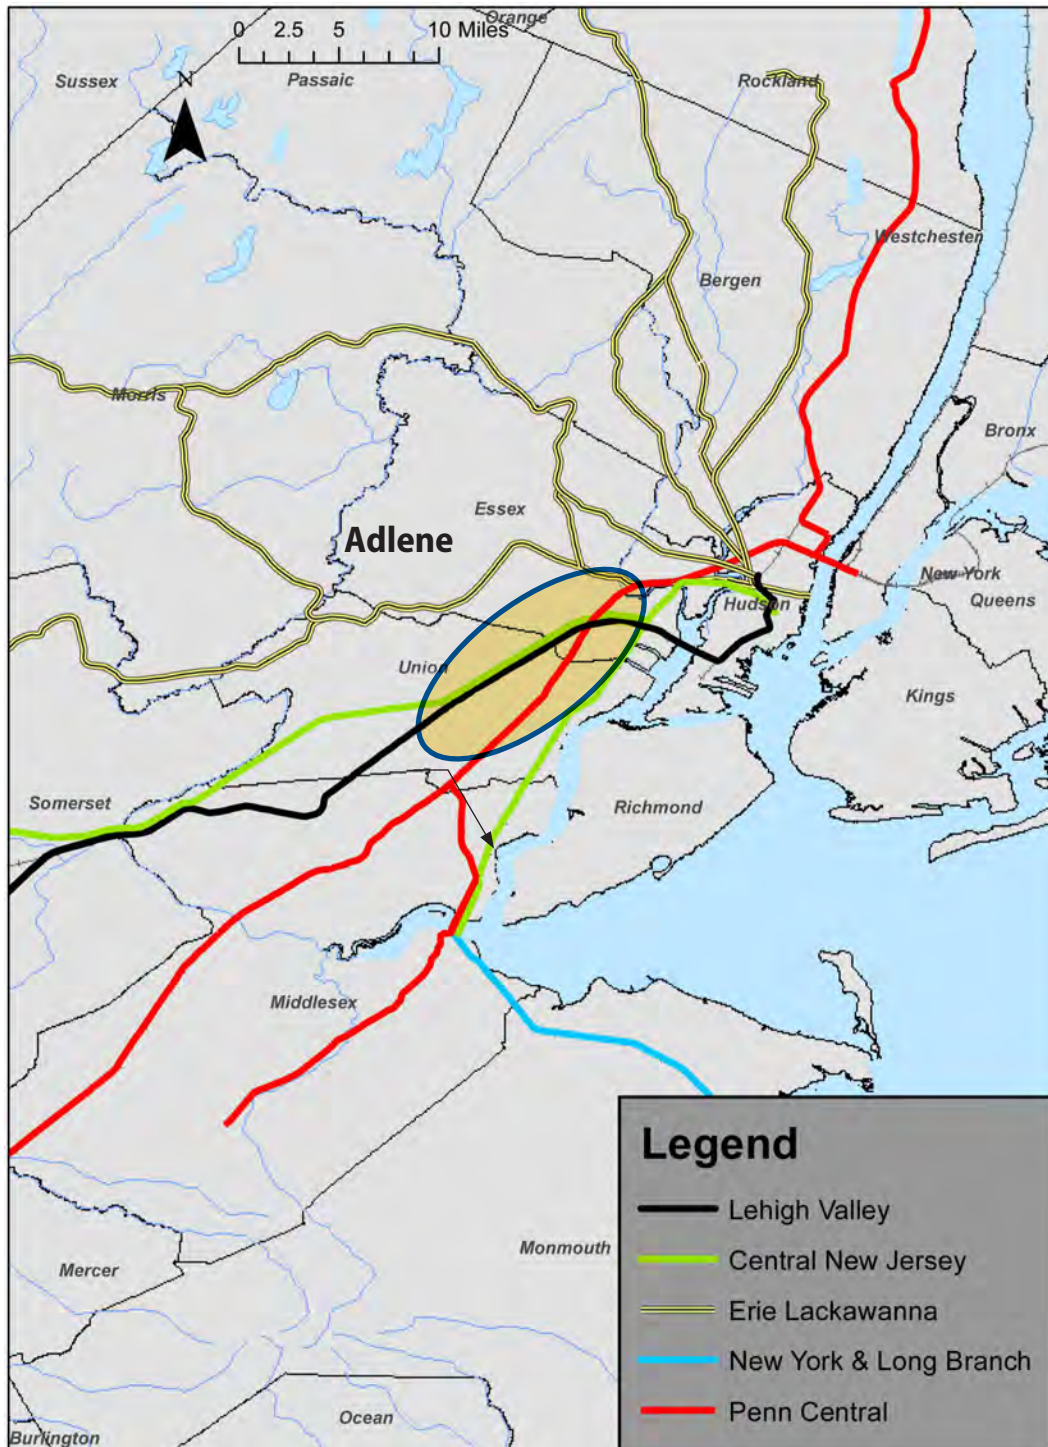 Orange
0 2.5 5 10 Miles
N
Sussex
Passaic
Rockland
Westchester
Bergen
Morris
Bronx
Essex
Adlene
New York
Queens
Hudson
Union
Kings
Somerset
Richmond
Middlesex
Legend
Lehigh Valley
Central New Jersey
Erie Lackawanna
New York & Long Branch
Penn Central
Monmouth
Mercer
Ocean
Burlington